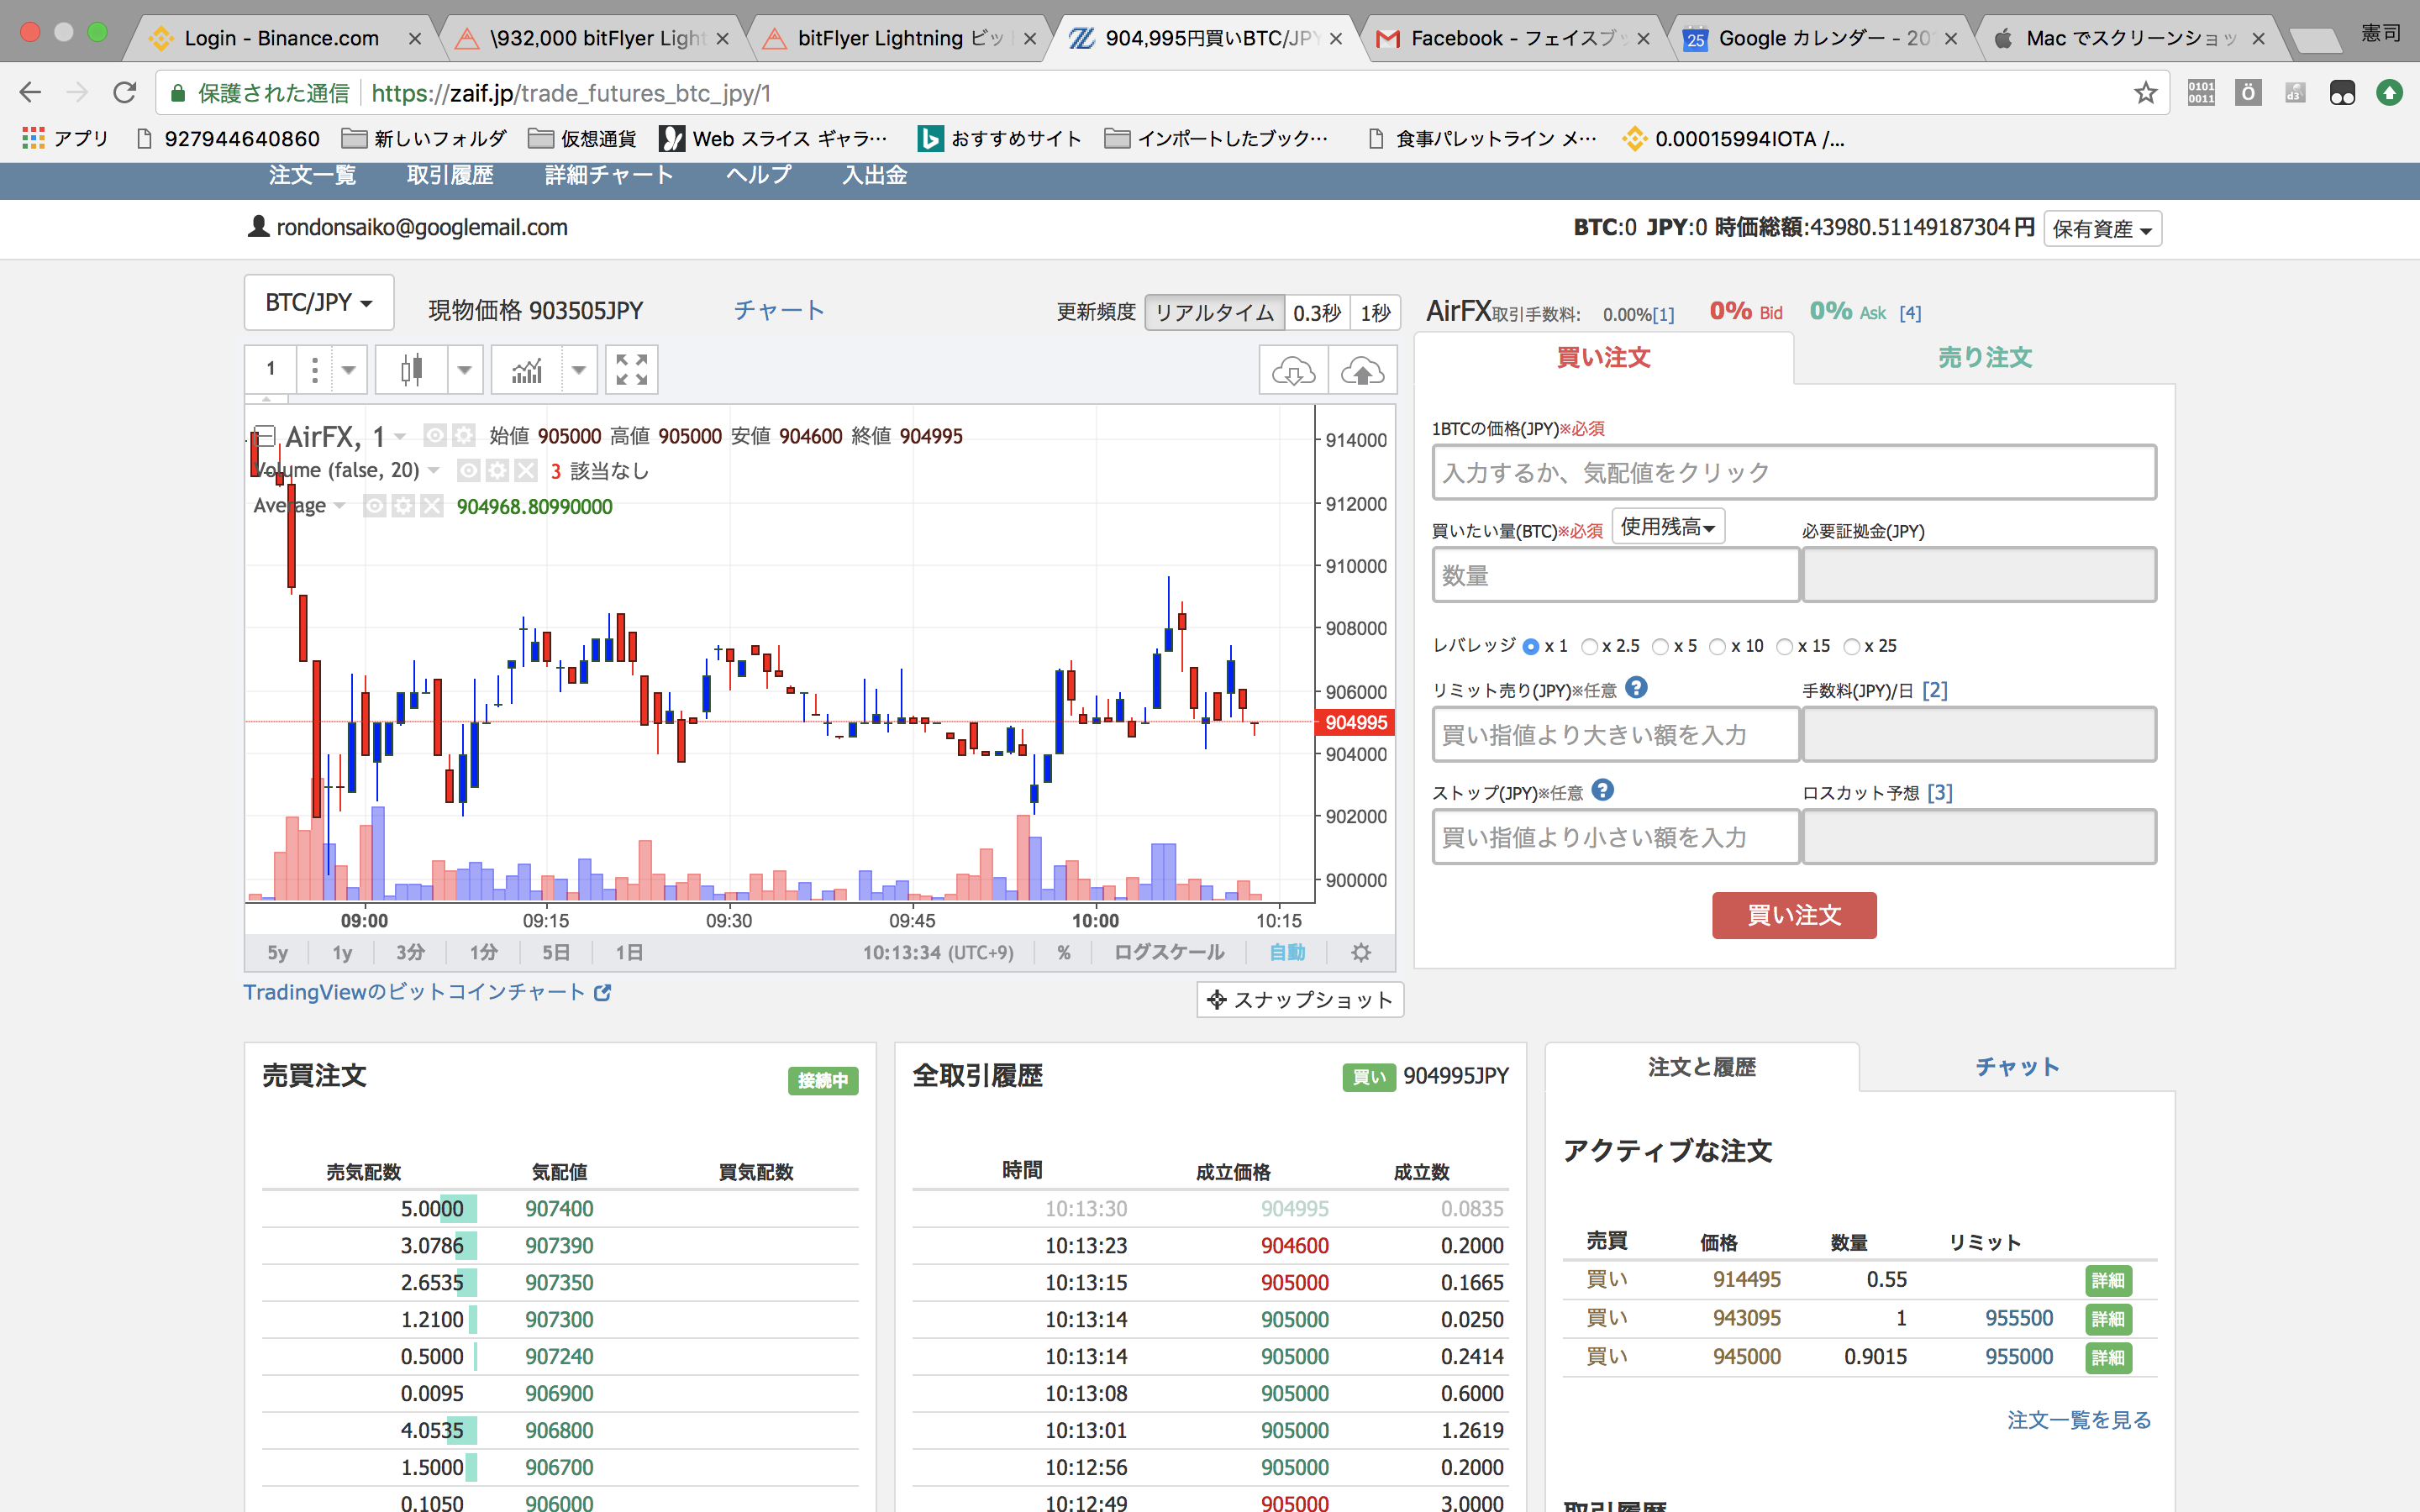 Login - Binance.com
\932,000 bitFlyer Light
bitFlyer Lightning ビッ
904,995円買いBTC/JPY
Facebook - フェイスブッ
25 Google カレンダー - 20
Mac でスクリーンショッ
憲司
保護された通信 https://zaif.jp/trade_futures_btc_jpy/1
アプリ 927944640860 新しいフォルダ 仮想通貨 Web スライス ギャラ… おすすめサイト インポートしたブック… 食事パレットライン メ… 0.00015994IOTA /...
注文一覧 取引履歴 詳細チャート ヘルプ 入出金
rondonsaiko@googlemail.com
BTC:0 JPY:0 時価総額:43980.51149187304円 保有資産
BTC/JPY 現物価格 903505JPY チャート 更新頻度 リアルタイム 0.3秒 1秒
AirFX取引手数料: 0.00%[1] 0% Bid 0% Ask [4]
1
AirFX, 1 始値 905000 高値 905000 安値 904600 終値 904995
Volume (false, 20) 3 該当なし
Average 904968.80990000
914000
912000
910000
908000
906000
904995
904000
902000
900000
09:00 09:15 09:30 09:45 10:00 10:15
5y 1y 3分 1分 5日 1日 10:13:34 (UTC+9) % ログスケール 自動
TradingViewのビットコインチャート
スナップショット
買い注文 売り注文
1BTCの価格(JPY)※必須
入力するか、気配値をクリック
買いたい量(BTC)※必須 使用残高 必要証拠金(JPY)
数量
レバレッジ x 1 x 2.5 x 5 x 10 x 15 x 25
リミット売り(JPY)※任意 ? 手数料(JPY)/日 [2]
買い指値より大きい額を入力
ストップ(JPY)※任意 ? ロスカット予想 [3]
買い指値より小さい額を入力
買い注文
売買注文 接続中
売気配数 気配値 買気配数
5.0000 907400
3.0786 907390
2.6535 907350
1.2100 907300
0.5000 907240
0.0095 906900
4.0535 906800
1.5000 906700
0.1050 906000
全取引履歴 買い 904995JPY
時間 成立価格 成立数
10:13:30 904995 0.0835
10:13:23 904600 0.2000
10:13:15 905000 0.1665
10:13:14 905000 0.0250
10:13:14 905000 0.2414
10:13:08 905000 0.6000
10:13:01 905000 1.2619
10:12:56 905000 0.2000
10:12:49 905000 3.0000
注文と履歴 チャット
アクティブな注文
売買 価格 数量 リミット
買い 914495 0.55 詳細
買い 943095 1 955500 詳細
買い 945000 0.9015 955000 詳細
注文一覧を見る
取引履歴